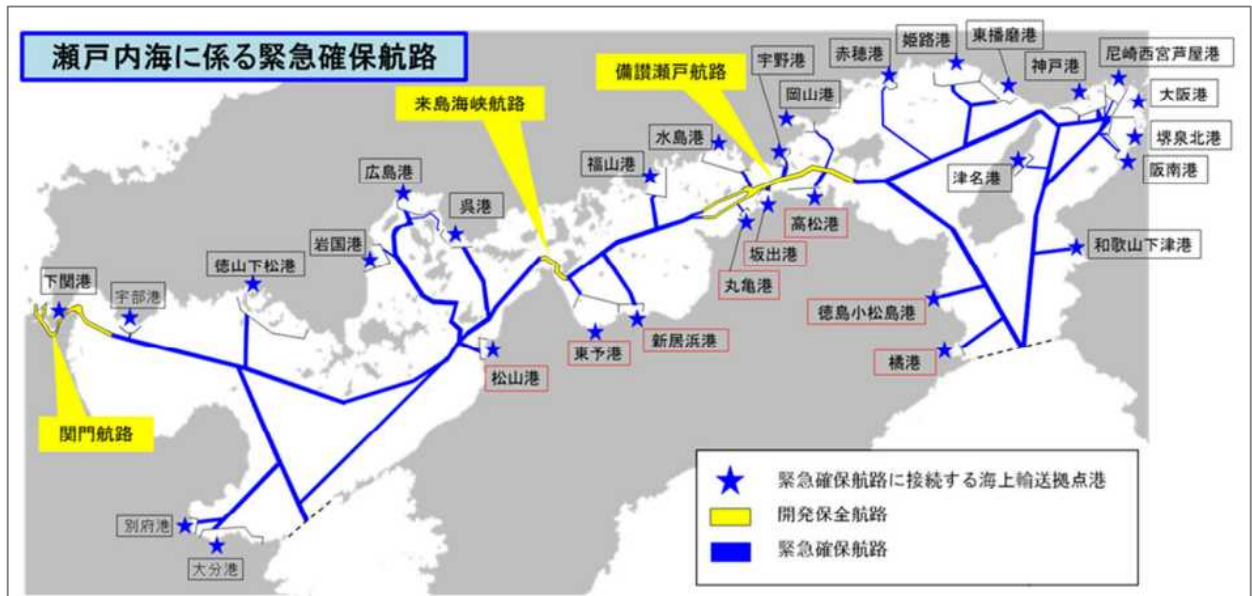 瀬戸内海に係る緊急確保航路
備讃瀬戸航路
来島海峡航路
関門航路
宇野港
岡山港
赤穂港
姫路港
東播磨港
神戸港
尼崎西宮芦屋港
大阪港
堺泉北港
阪南港
津名港
和歌山下津港
水島港
福山港
広島港
呉港
岩国港
徳山下松港
下関港
宇部港
高松港
坂出港
丸亀港
新居浜港
東予港
松山港
徳島小松島港
橘港
別府港
大分港
緊急確保航路に接続する海上輸送拠点港
開発保全航路
緊急確保航路